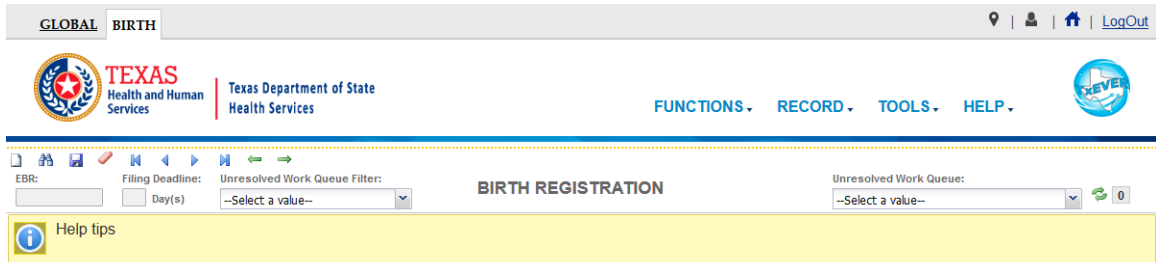 GLOBAL BIRTH | | | LogOut
TEXAS
Health and Human
Services
Texas Department of State
Health Services
FUNCTIONS RECORD TOOLS HELP
TxEVER
EBR: Filing Deadline: Unresolved Work Queue Filter: BIRTH REGISTRATION Unresolved Work Queue:
Day(s) --Select a value-- --Select a value-- 0
Help tips